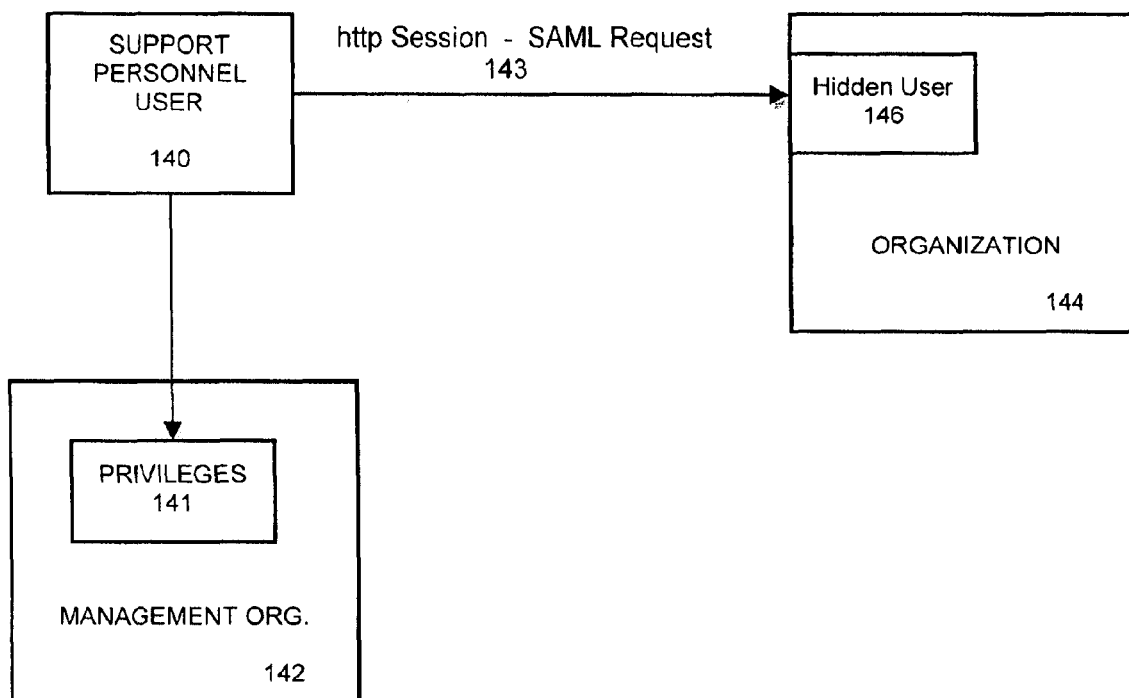 SUPPORT
PERSONNEL
USER
140
http Session - SAML Request
143
Hidden User
146
ORGANIZATION
144
PRIVILEGES
141
MANAGEMENT ORG.
142